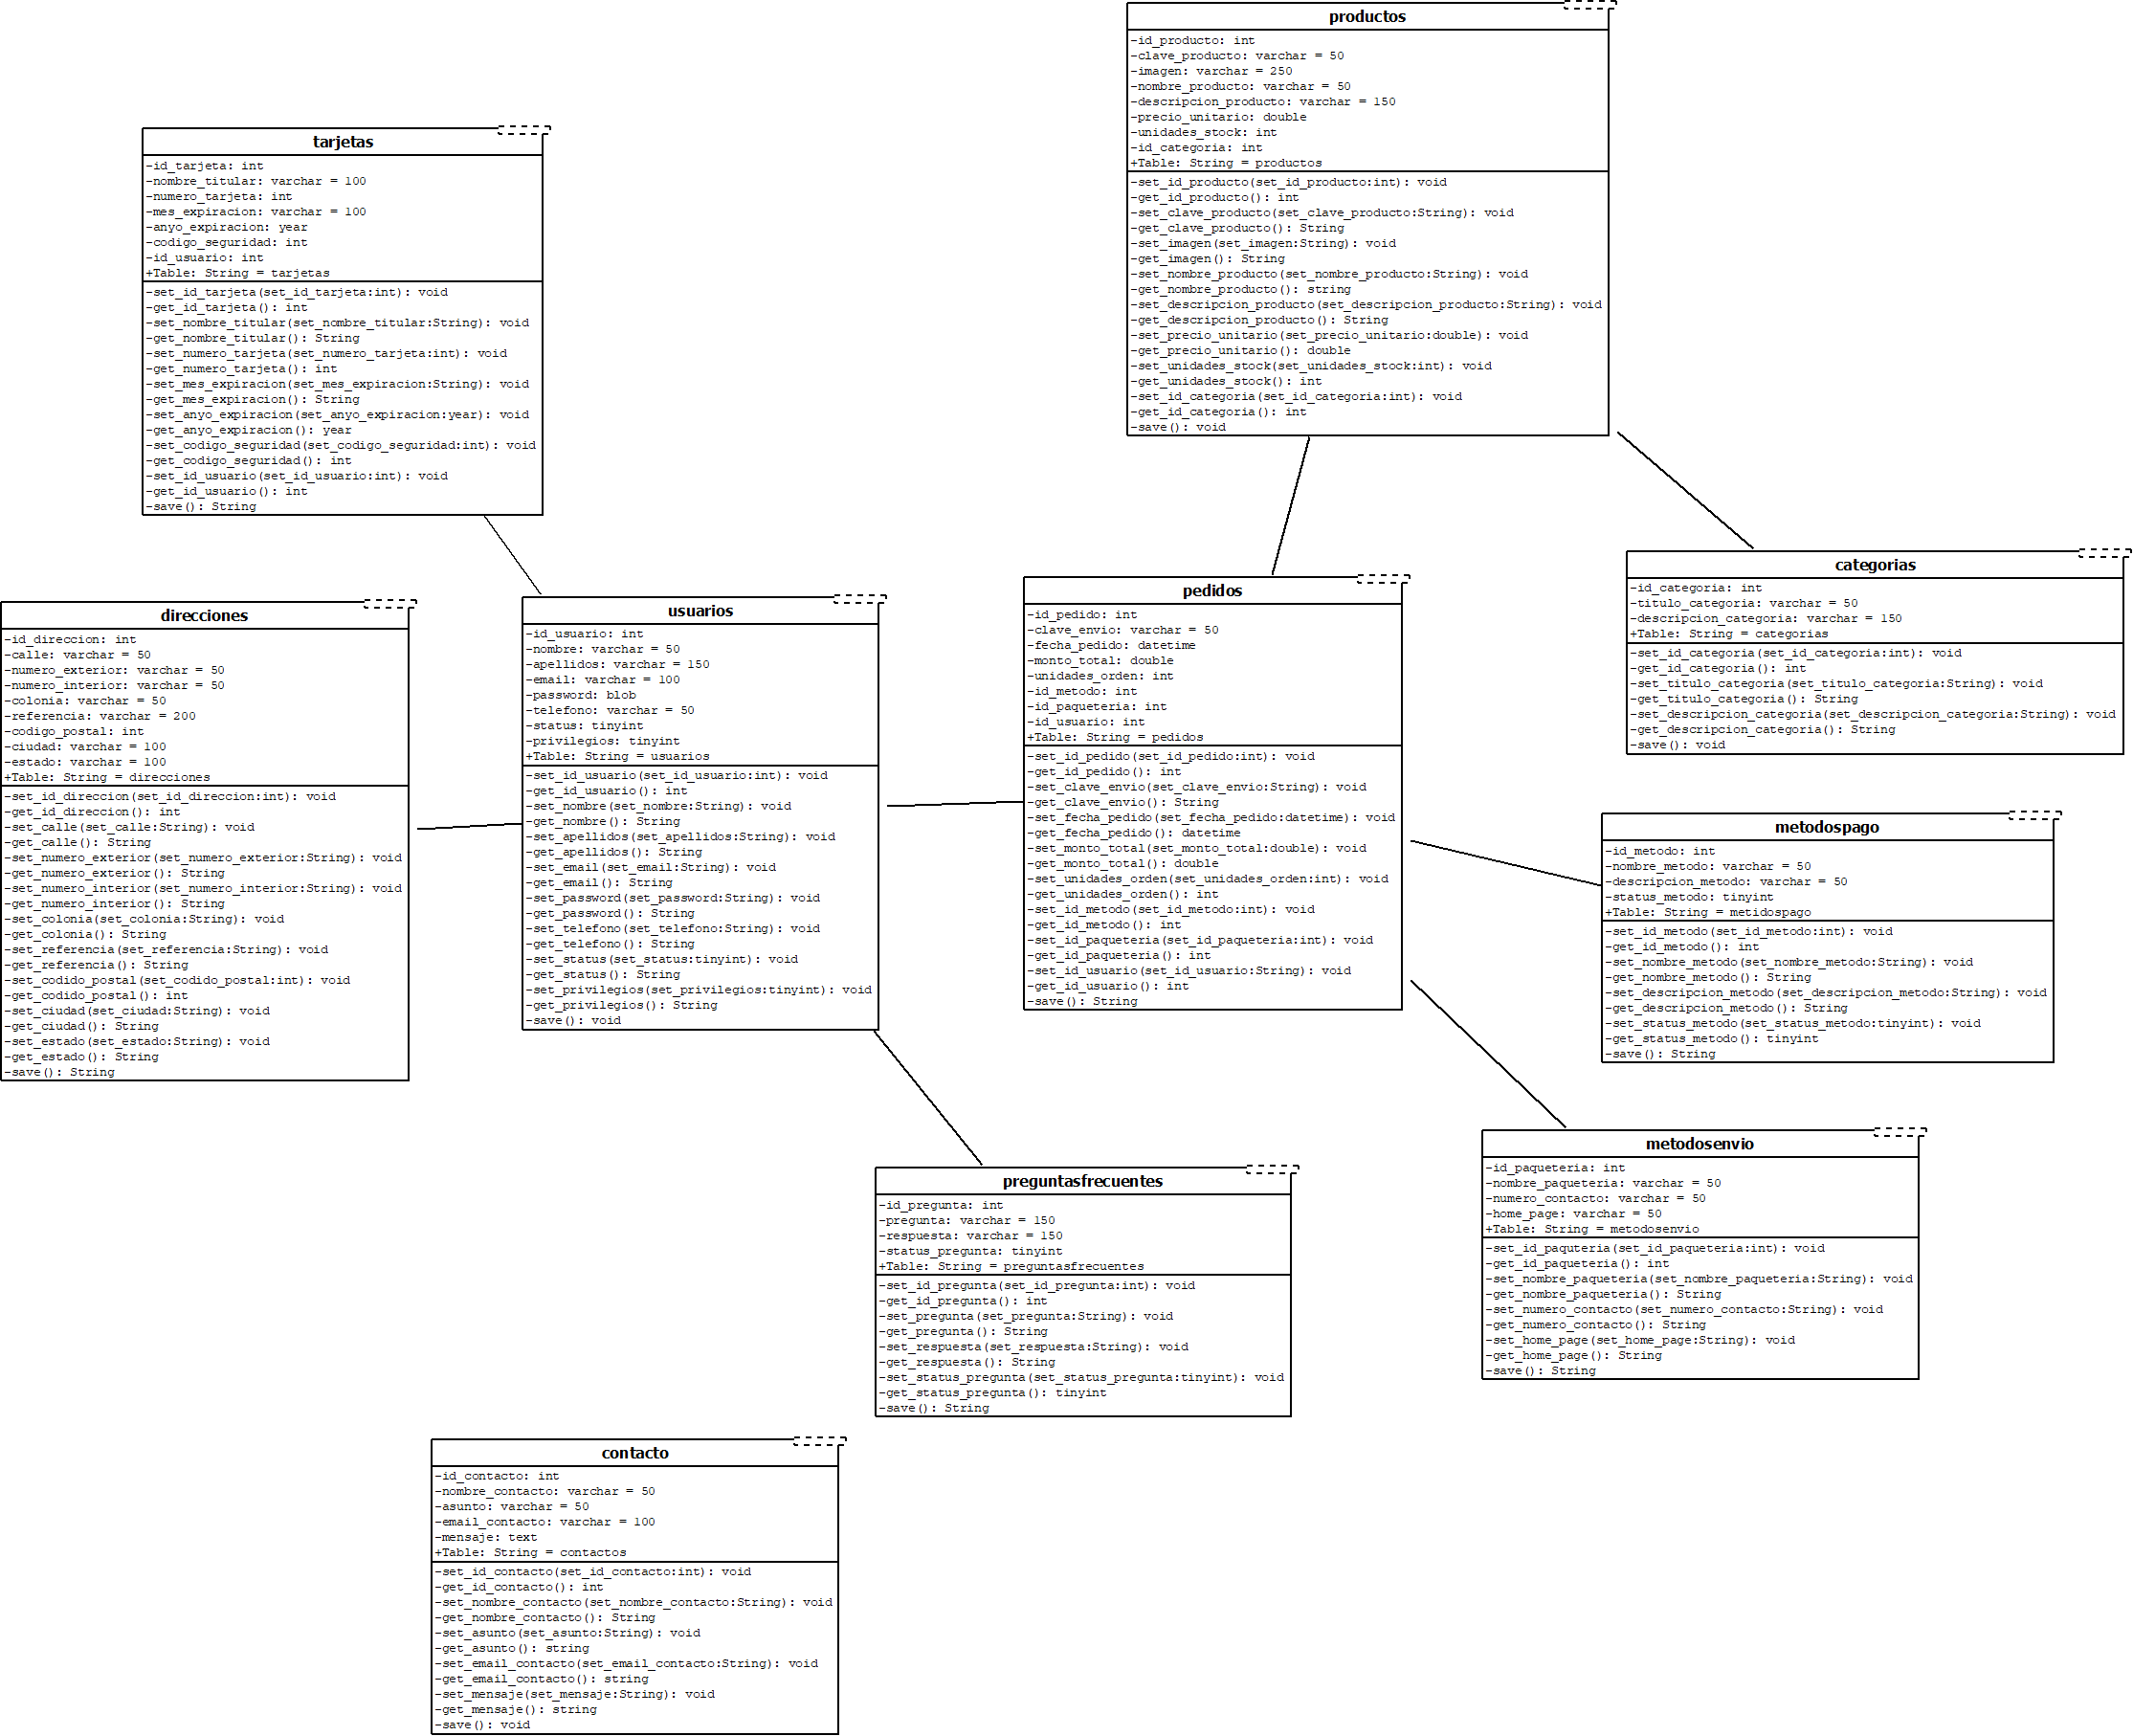 productos
-id_producto: int
-clave_producto: varchar = 50
-imagen: varchar = 250
-nombre_producto: varchar = 50
-descripcion_producto: varchar = 150
-precio_unitario: double
-unidades_stock: int
-id_categoria: int
+Table: String = productos
-set_id_producto(set_id_producto:int): void
-get_id_producto(): int
-set_clave_producto(set_clave_producto:String): void
-get_clave_producto(): String
-set_imagen(set_imagen:String): void
-get_imagen(): String
-set_nombre_producto(set_nombre_producto:String): void
-get_nombre_producto(): string
-set_descripcion_producto(set_descripcion_producto:String): void
-get_descripcion_producto(): String
-set_precio_unitario(set_precio_unitario:double): void
-get_precio_unitario(): double
-set_unidades_stock(set_unidades_stock:int): void
-get_unidades_stock(): int
-set_id_categoria(set_id_categoria:int): void
-get_id_categoria(): int
-save(): void
tarjetas
-id_tarjeta: int
-nombre_titular: varchar = 100
-numero_tarjeta: int
-mes_expiracion: varchar = 100
-anyo_expiracion: year
-codigo_seguridad: int
-id_usuario: int
+Table: String = tarjetas
-set_id_tarjeta(set_id_tarjeta:int): void
-get_id_tarjeta(): int
-set_nombre_titular(set_nombre_titular:String): void
-get_nombre_titular(): String
-set_numero_tarjeta(set_numero_tarjeta:int): void
-get_numero_tarjeta(): int
-set_mes_expiracion(set_mes_expiracion:String): void
-get_mes_expiracion(): String
-set_anyo_expiracion(set_anyo_expiracion:year): void
-get_anyo_expiracion(): year
-set_codigo_seguridad(set_codigo_seguridad:int): void
-get_codigo_seguridad(): int
-set_id_usuario(set_id_usuario:int): void
-get_id_usuario(): int
-save(): String
direcciones
-id_direccion: int
-calle: varchar = 50
-numero_exterior: varchar = 50
-numero_interior: varchar = 50
-colonia: varchar = 50
-referencia: varchar = 200
-codigo_postal: int
-ciudad: varchar = 100
-estado: varchar = 100
+Table: String = direcciones
-set_id_direccion(set_id_direccion:int): void
-get_id_direccion(): int
-set_calle(set_calle:String): void
-get_calle(): String
-set_numero_exterior(set_numero_exterior:String): void
-get_numero_exterior(): String
-set_numero_interior(set_numero_interior:String): void
-get_numero_interior(): String
-set_colonia(set_colonia:String): void
-get_colonia(): String
-set_referencia(set_referencia:String): void
-get_referencia(): String
-set_codido_postal(set_codido_postal:int): void
-get_codido_postal(): int
-set_ciudad(set_ciudad:String): void
-get_ciudad(): String
-set_estado(set_estado:String): void
-get_estado(): String
-save(): String
usuarios
-id_usuario: int
-nombre: varchar = 50
-apellidos: varchar = 150
-email: varchar = 100
-password: blob
-telefono: varchar = 50
-status: tinyint
-privilegios: tinyint
+Table: String = usuarios
-set_id_usuario(set_id_usuario:int): void
-get_id_usuario(): int
-set_nombre(set_nombre:String): void
-get_nombre(): String
-set_apellidos(set_apellidos:String): void
-get_apellidos(): String
-set_email(set_email:String): void
-get_email(): String
-set_password(set_password:String): void
-get_password(): String
-set_telefono(set_telefono:String): void
-get_telefono(): String
-set_status(set_status:tinyint): void
-get_status(): String
-set_privilegios(set_privilegios:tinyint): void
-get_privilegios(): String
-save(): void
pedidos
-id_pedido: int
-clave_envio: varchar = 50
-fecha_pedido: datetime
-monto_total: double
-unidades_orden: int
-id_metodo: int
-id_paqueteria: int
-id_usuario: int
+Table: String = pedidos
-set_id_pedido(set_id_pedido:int): void
-get_id_pedido(): int
-set_clave_envio(set_clave_envio:String): void
-get_clave_envio(): String
-set_fecha_pedido(set_fecha_pedido:datetime): void
-get_fecha_pedido(): datetime
-set_monto_total(set_monto_total:double): void
-get_monto_total(): double
-set_unidades_orden(set_unidades_orden:int): void
-get_unidades_orden(): int
-set_id_metodo(set_id_metodo:int): void
-get_id_metodo(): int
-set_id_paqueteria(set_id_paqueteria:int): void
-get_id_paqueteria(): int
-set_id_usuario(set_id_usuario:String): void
-get_id_usuario(): int
-save(): String
categorias
-id_categoria: int
-titulo_categoria: varchar = 50
-descripcion_categoria: varchar = 150
+Table: String = categorias
-set_id_categoria(set_id_categoria:int): void
-get_id_categoria(): int
-set_titulo_categoria(set_titulo_categoria:String): void
-get_titulo_categoria(): String
-set_descripcion_categoria(set_descripcion_categoria:String): void
-get_descripcion_categoria(): String
-save(): void
metodospago
-id_metodo: int
-nombre_metodo: varchar = 50
-descripcion_metodo: varchar = 50
-status_metodo: tinyint
+Table: String = metidospago
-set_id_metodo(set_id_metodo:int): void
-get_id_metodo(): int
-set_nombre_metodo(set_nombre_metodo:String): void
-get_nombre_metodo(): String
-set_descripcion_metodo(set_descripcion_metodo:String): void
-get_descripcion_metodo(): String
-set_status_metodo(set_status_metodo:tinyint): void
-get_status_metodo(): tinyint
-save(): String
metodosenvio
-id_paqueteria: int
-nombre_paqueteria: varchar = 50
-numero_contacto: varchar = 50
-home_page: varchar = 50
+Table: String = metodosenvio
-set_id_paquteria(set_id_paqueteria:int): void
-get_id_paqueteria(): int
-set_nombre_paqueteria(set_nombre_paqueteria:String): void
-get_nombre_paqueteria(): String
-set_numero_contacto(set_numero_contacto:String): void
-get_numero_contacto(): String
-set_home_page(set_home_page:String): void
-get_home_page(): String
-save(): String
preguntasfrecuentes
-id_pregunta: int
-pregunta: varchar = 150
-respuesta: varchar = 150
-status_pregunta: tinyint
+Table: String = preguntasfrecuentes
-set_id_pregunta(set_id_pregunta:int): void
-get_id_pregunta(): int
-set_pregunta(set_pregunta:String): void
-get_pregunta(): String
-set_respuesta(set_respuesta:String): void
-get_respuesta(): String
-set_status_pregunta(set_status_pregunta:tinyint): void
-get_status_pregunta(): tinyint
-save(): String
contacto
-id_contacto: int
-nombre_contacto: varchar = 50
-asunto: varchar = 50
-email_contacto: varchar = 100
-mensaje: text
+Table: String = contactos
-set_id_contacto(set_id_contacto:int): void
-get_id_contacto(): int
-set_nombre_contacto(set_nombre_contacto:String): void
-get_nombre_contacto(): String
-set_asunto(set_asunto:String): void
-get_asunto(): string
-set_email_contacto(set_email_contacto:String): void
-get_email_contacto(): string
-set_mensaje(set_mensaje:String): void
-get_mensaje(): string
-save(): void